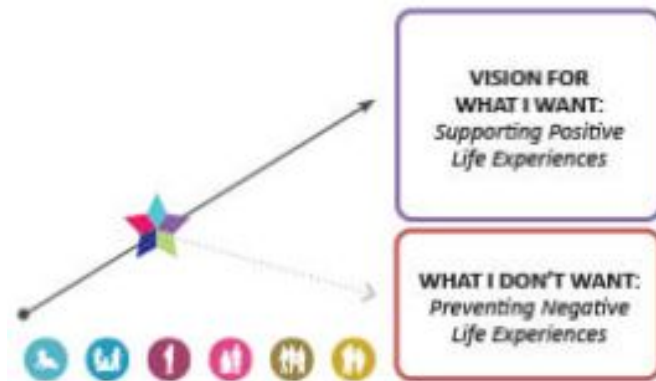 VISION FOR
WHAT I WANT:
Supporting Positive
Life Experiences
WHAT I DON'T WANT:
Preventing Negative
Life Experiences